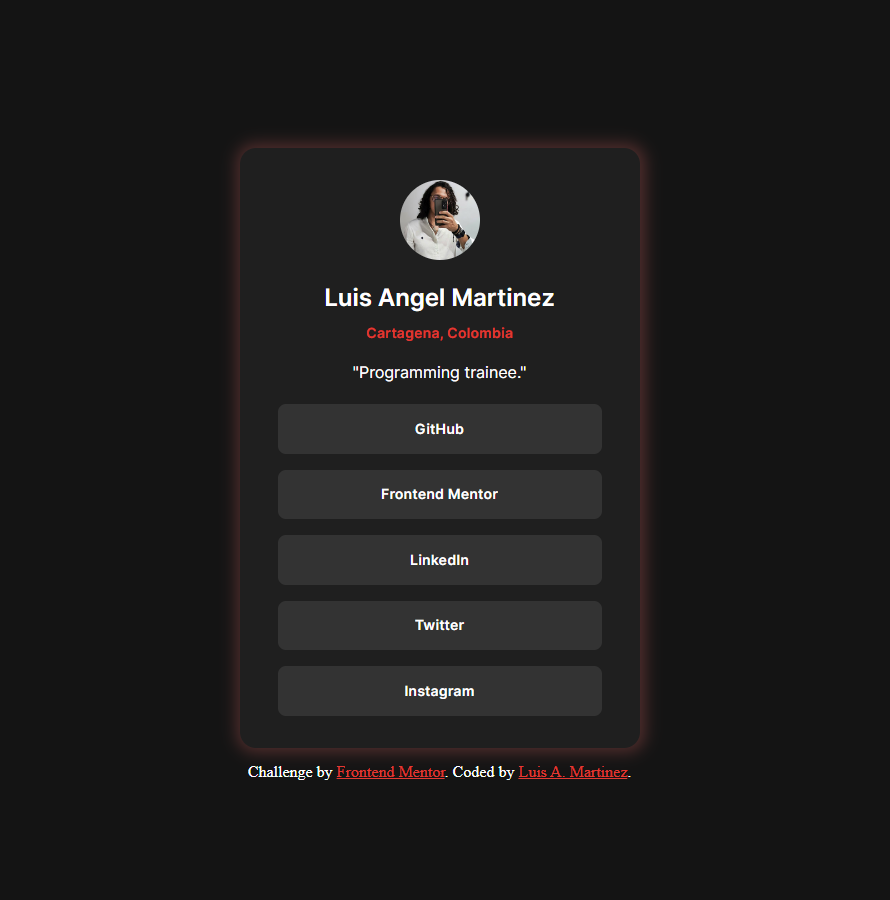 Luis Angel Martinez
Cartagena, Colombia
"Programming trainee."
GitHub
Frontend Mentor
LinkedIn
Twitter
Instagram
Challenge by Frontend Mentor. Coded by Luis A. Martinez.